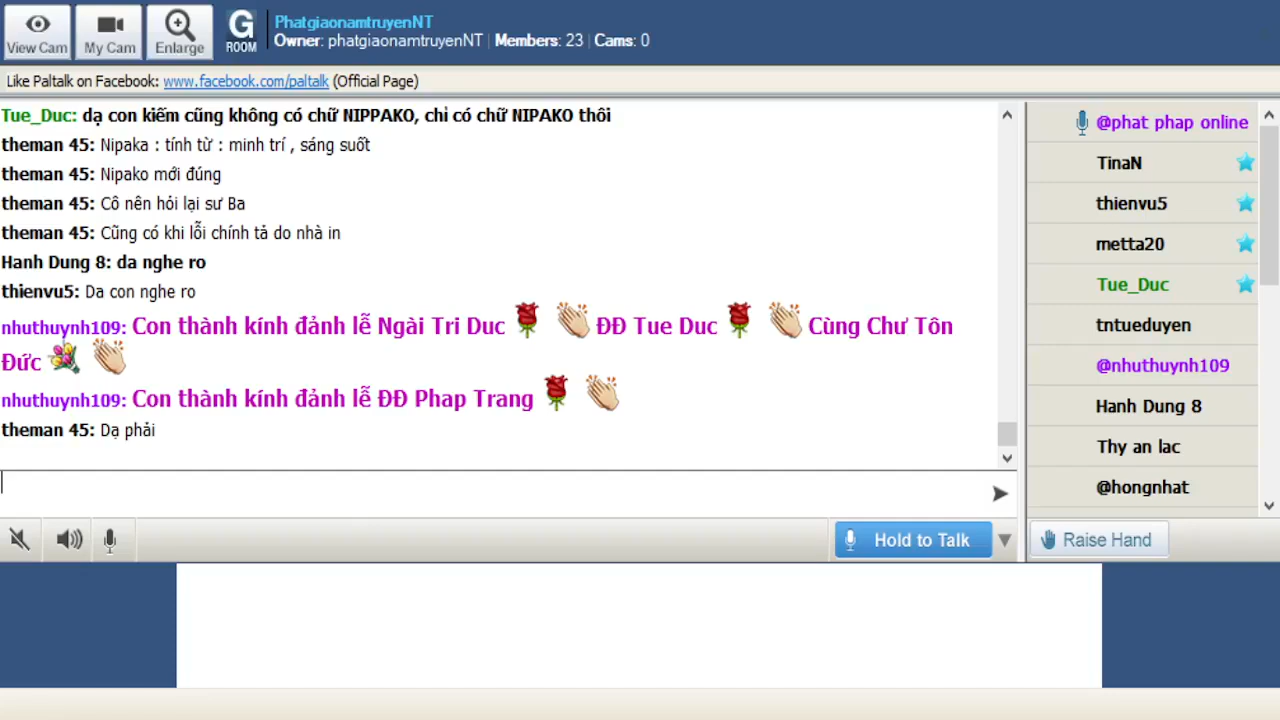 View Cam
My Cam
Enlarge
G
ROOM
PhatgiaonamtruyenNT
Owner: phatgiaonamtruyenNT | Members: 23 | Cams: 0
Like Paltalk on Facebook: www.facebook.com/paltalk (Official Page)
Tue_Duc: dạ con kiếm cũng không có chữ NIPPAKO, chỉ có chữ NIPAKO thôi
theman 45: Nipaka : tính từ : minh trí , sáng suốt
theman 45: Nipako mới đúng
theman 45: Cô nên hỏi lại sư Ba
theman 45: Cũng có khi lỗi chính tả do nhà in
Hanh Dung 8: da nghe ro
thienvu5: Da con nghe ro
nhuthuynh109: Con thành kính đảnh lễ Ngài Tri Duc ĐĐ Tue Duc Cùng Chư Tôn
Đức
nhuthuynh109: Con thành kính đảnh lễ ĐĐ Phap Trang
theman 45: Dạ phải
@phat phap online
TinaN
thienvu5
metta20
Tue_Duc
tntueduyen
@nhuthuynh109
Hanh Dung 8
Thy an lac
@hongnhat
Hold to Talk
Raise Hand